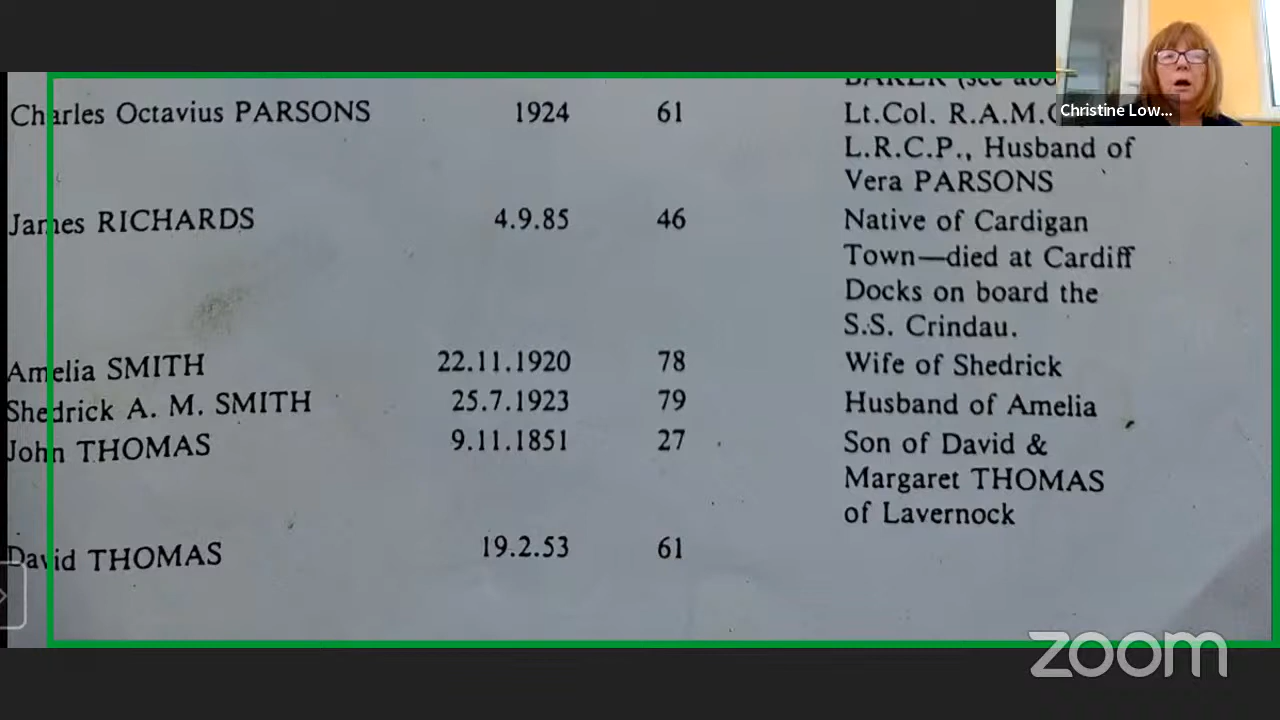 BAKER (see abo
Christine Low...
Charles Octavius PARSONS 1924 61 Lt.Col. R.A.M.C
L.R.C.P., Husband of
Vera PARSONS
James RICHARDS 4.9.85 46 Native of Cardigan
Town—died at Cardiff
Docks on board the
S.S. Crindau.
Amelia SMITH 22.11.1920 78 Wife of Shedrick
Shedrick A. M. SMITH 25.7.1923 79 Husband of Amelia
John THOMAS 9.11.1851 27 Son of David &
Margaret THOMAS
of Lavernock
David THOMAS 19.2.53 61
zoom